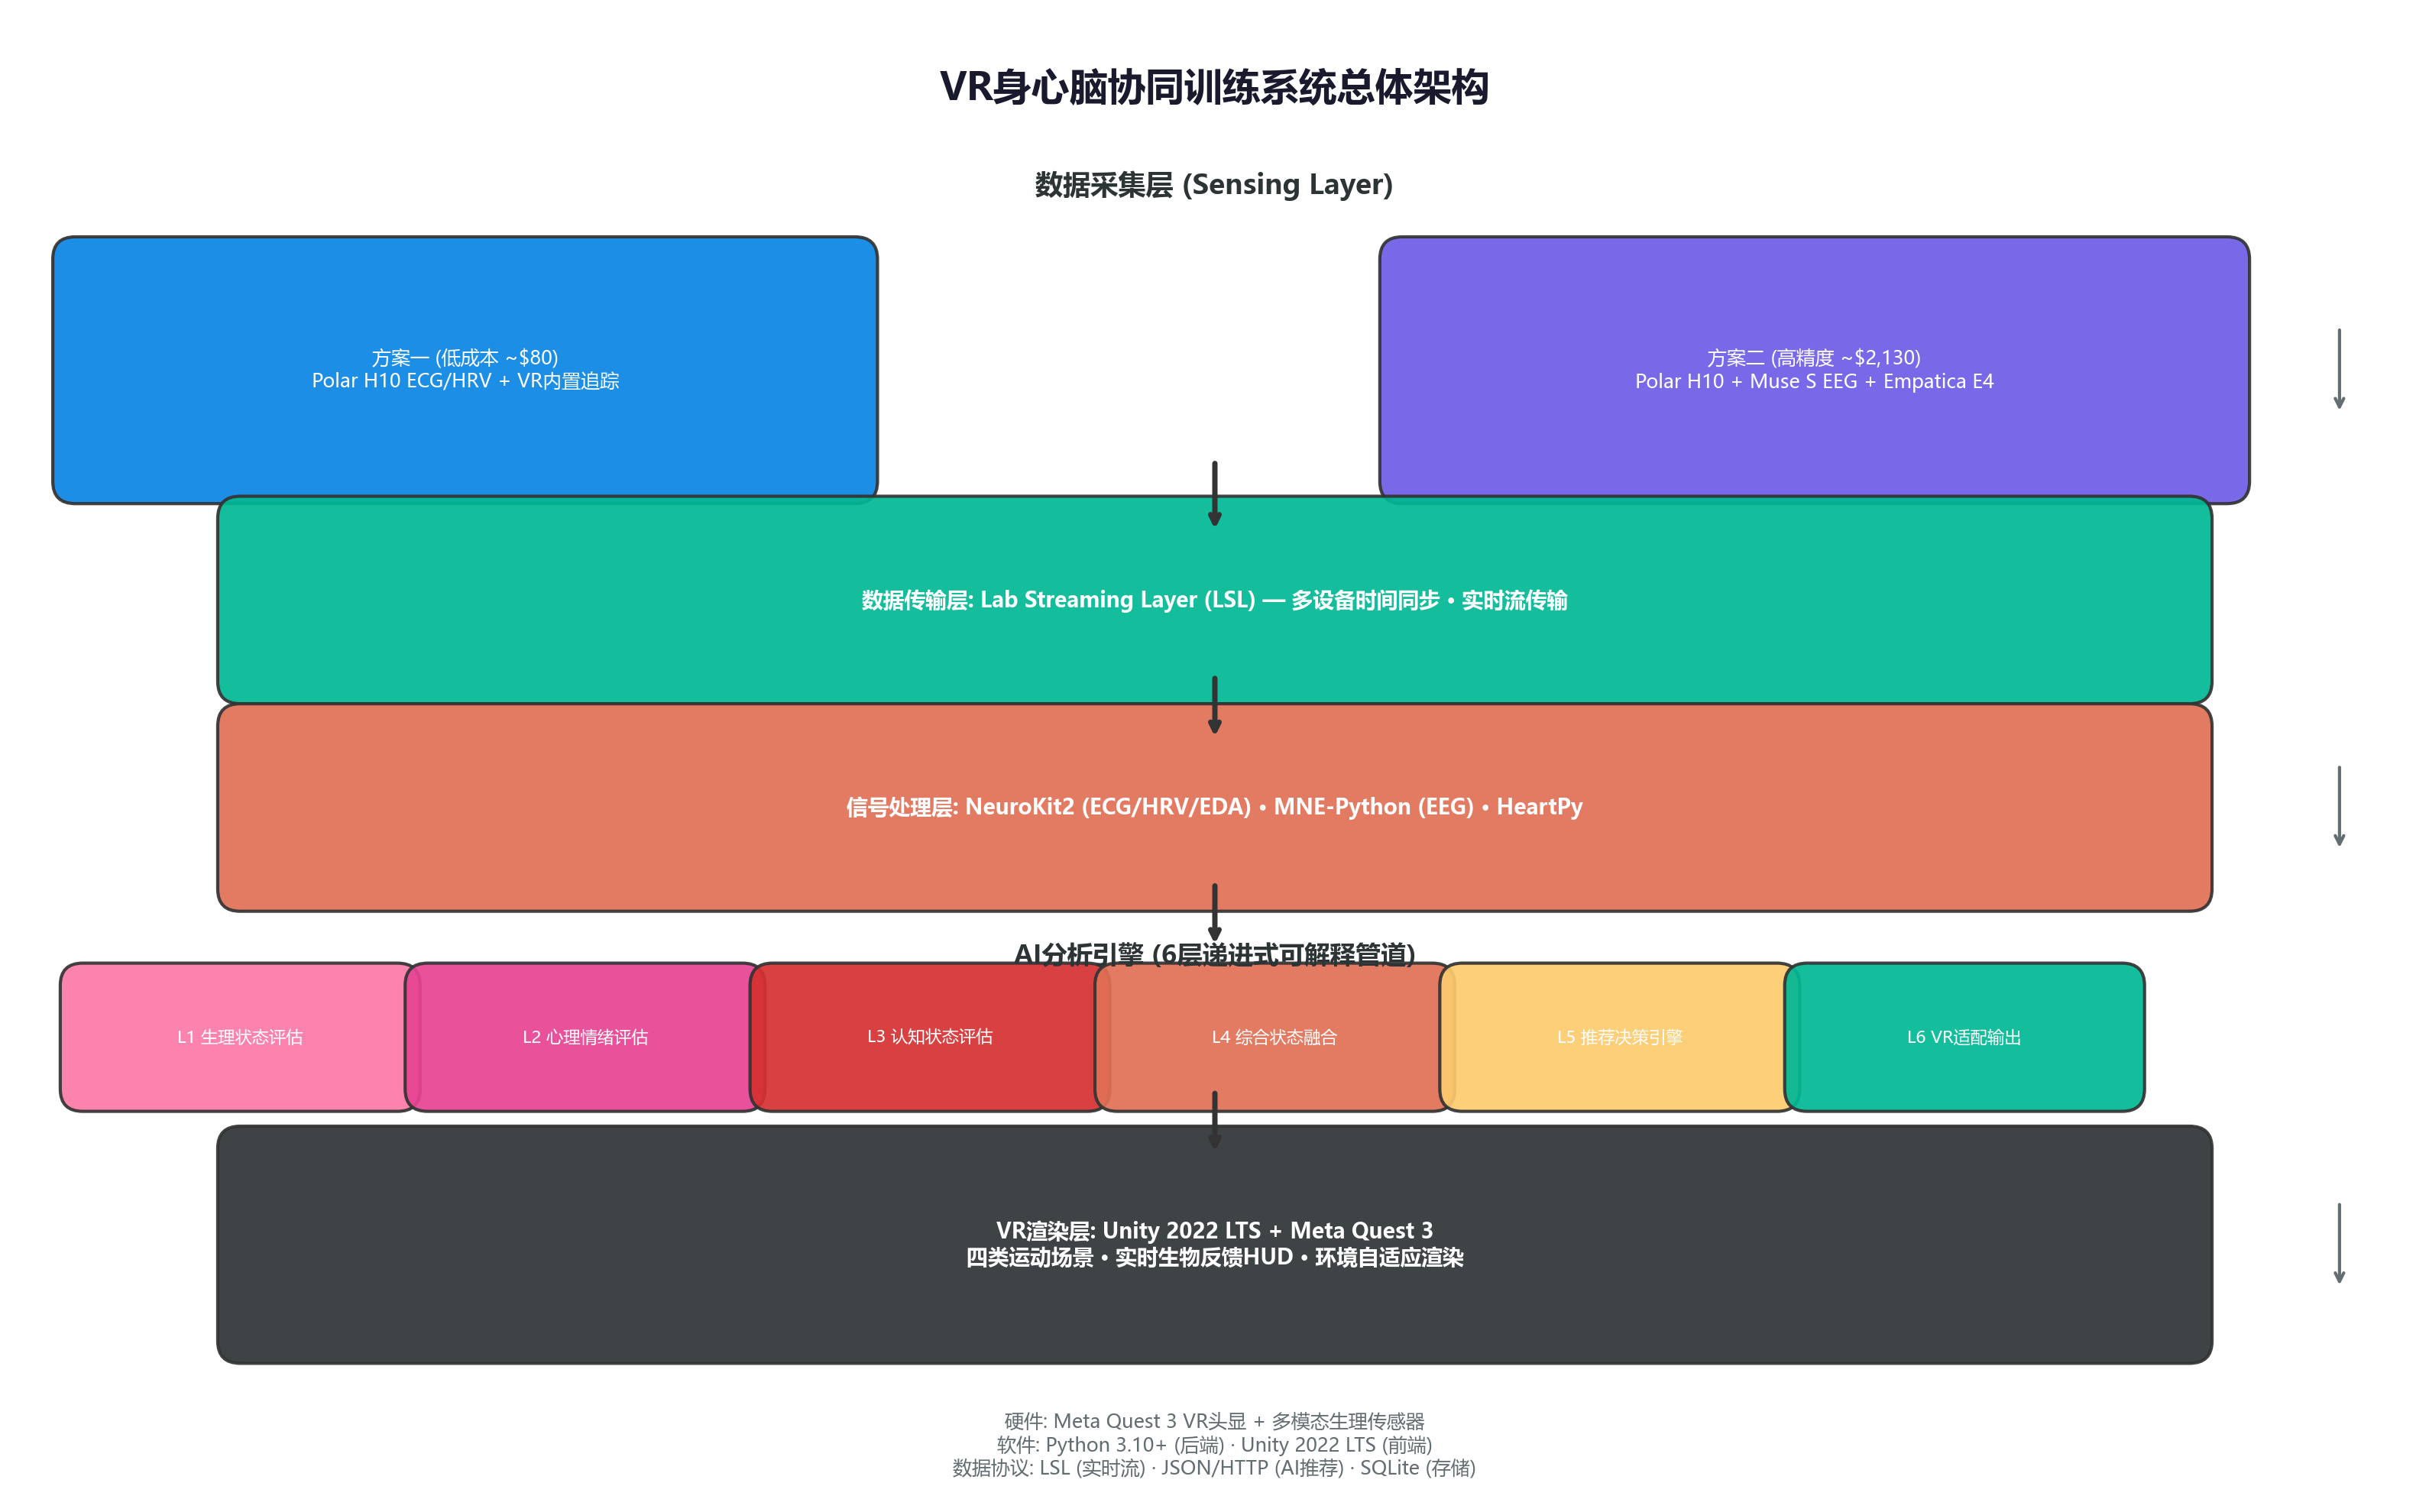 VR身心脑协同训练系统总体架构
数据采集层 (Sensing Layer)
方案一 (低成本 ~$80)
Polar H10 ECG/HRV + VR内置追踪
方案二 (高精度 ~$2,130)
Polar H10 + Muse S EEG + Empatica E4
数据传输层: Lab Streaming Layer (LSL) — 多设备时间同步 • 实时流传输
信号处理层: NeuroKit2 (ECG/HRV/EDA) • MNE-Python (EEG) • HeartPy
AI分析引擎 (6层递进式可解释管道)
L1 生理状态评估
L2 心理情绪评估
L3 认知状态评估
L4 综合状态融合
L5 推荐决策引擎
L6 VR适配输出
VR渲染层: Unity 2022 LTS + Meta Quest 3
四类运动场景 • 实时生物反馈HUD • 环境自适应渲染
硬件: Meta Quest 3 VR头显 + 多模态生理传感器
软件: Python 3.10+ (后端) · Unity 2022 LTS (前端)
数据协议: LSL (实时流) · JSON/HTTP (AI推荐) · SQLite (存储)